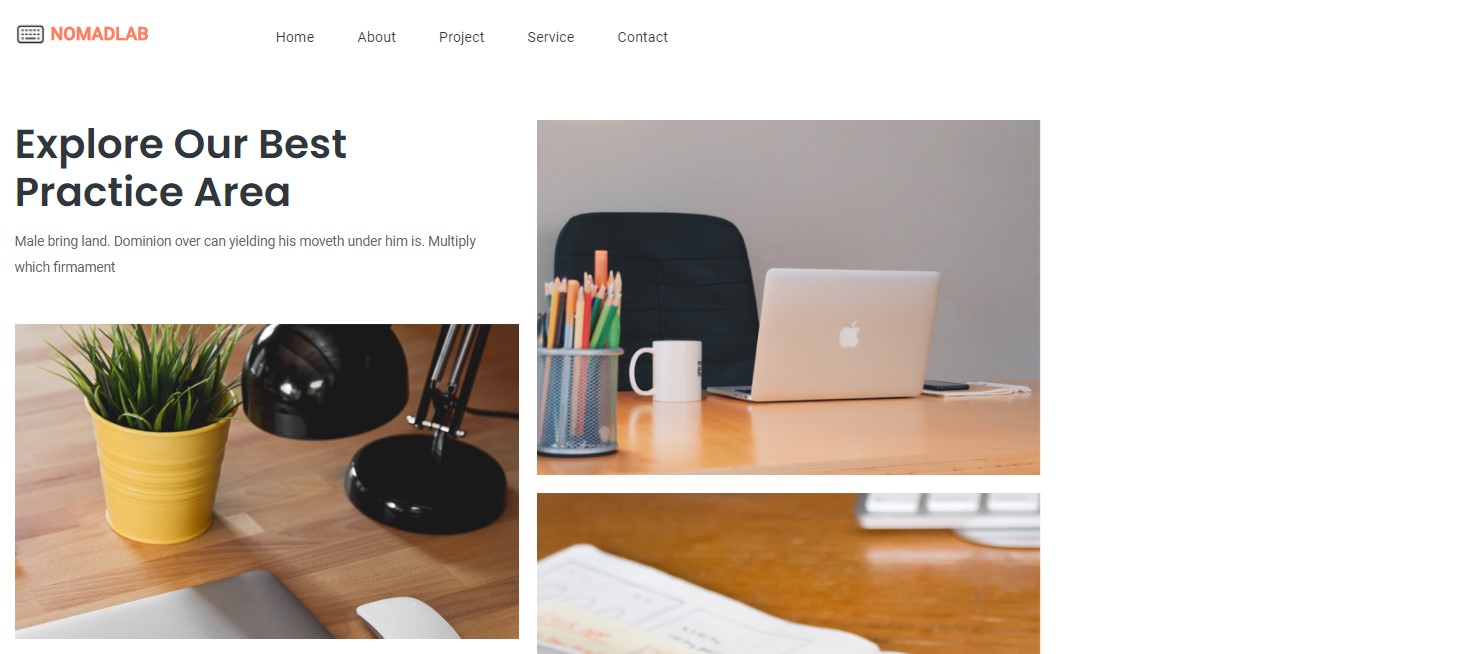 NOMADLAB
Home About Project Service Contact
Explore Our Best
Practice Area
Male bring land. Dominion over can yielding his moveth under him is. Multiply
which firmament